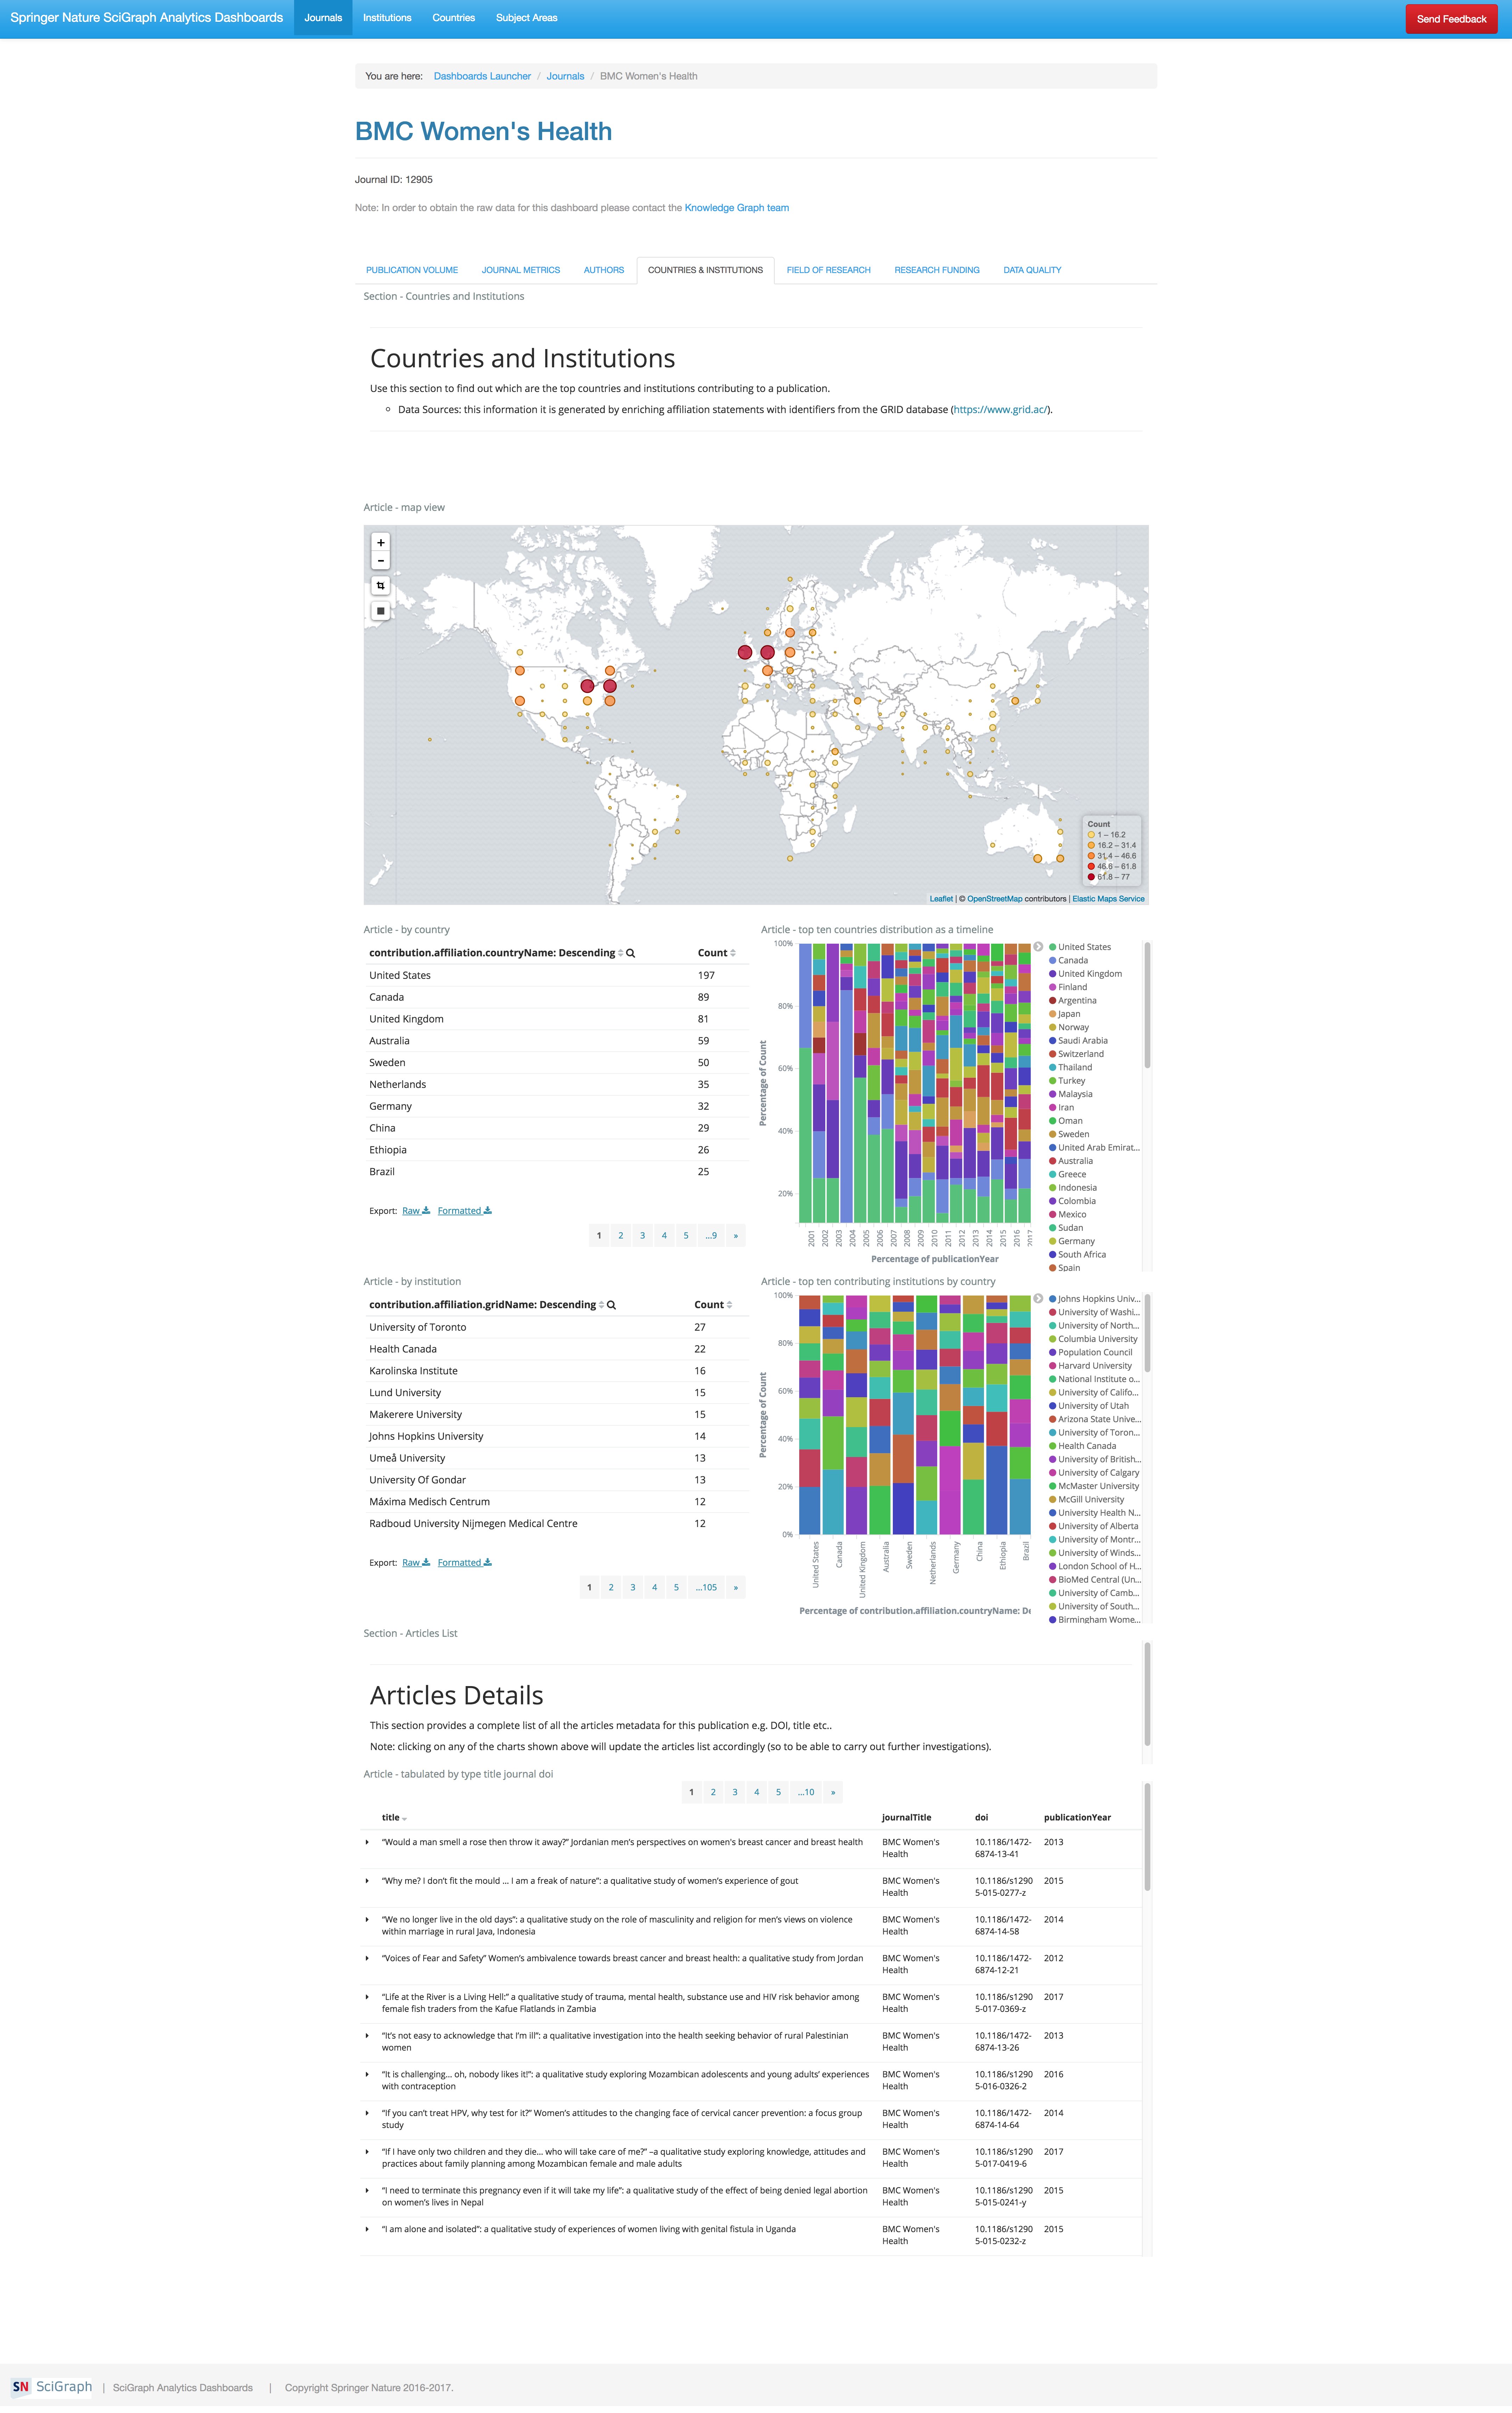 Springer Nature SciGraph Analytics Dashboards Journals Institutions Countries Subject Areas Send Feedback
You are here: Dashboards Launcher / Journals / BMC Women's Health
BMC Women's Health
Journal ID: 12905
Note: In order to obtain the raw data for this dashboard please contact the Knowledge Graph team
PUBLICATION VOLUME JOURNAL METRICS AUTHORS COUNTRIES & INSTITUTIONS FIELD OF RESEARCH RESEARCH FUNDING DATA QUALITY
Section - Countries and Institutions
Countries and Institutions
Use this section to find out which are the top countries and institutions contributing to a publication.
Data Sources: this information it is generated by enriching affiliation statements with identifiers from the GRID database (https://www.grid.ac/).
Article - map view
+
−
Count
1 – 16.2
16.2 – 31.4
31.4 – 46.6
46.6 – 61.8
61.8 – 77
Leaflet | © OpenStreetMap contributors | Elastic Maps Service
Article - by country
contribution.affiliation.countryName: Descending Count
United States 197
Canada 89
United Kingdom 81
Australia 59
Sweden 50
Netherlands 35
Germany 32
China 29
Ethiopia 26
Brazil 25
Export: Raw Formatted
1 2 3 4 5 ...9 »
Article - top ten countries distribution as a timeline
100%
80%
60%
40%
20%
Percentage of Count
2001 2002 2003 2004 2005 2006 2007 2008 2009 2010 2011 2012 2013 2014 2015 2016 2017
Percentage of publicationYear
United States
Canada
United Kingdom
Finland
Argentina
Japan
Norway
Saudi Arabia
Switzerland
Thailand
Turkey
Malaysia
Iran
Oman
Sweden
United Arab Emirat...
Australia
Greece
Indonesia
Colombia
Mexico
Sudan
Germany
South Africa
Spain
Article - by institution
contribution.affiliation.gridName: Descending Count
University of Toronto 27
Health Canada 22
Karolinska Institute 16
Lund University 15
Makerere University 15
Johns Hopkins University 14
Umeå University 13
University Of Gondar 13
Máxima Medisch Centrum 12
Radboud University Nijmegen Medical Centre 12
Export: Raw Formatted
1 2 3 4 5 ...105 »
Article - top ten contributing institutions by country
100%
80%
60%
40%
20%
0%
Percentage of Count
United States Canada United Kingdom Australia Sweden Netherlands Germany China Ethiopia Brazil
Percentage of contribution.affiliation.countryName: De
Johns Hopkins Univ...
University of Washi...
University of North...
Columbia University
Population Council
Harvard University
National Institute o...
University of Califo...
University of Utah
Arizona State Unive...
University of Toron...
Health Canada
University of British...
University of Calgary
McMaster University
McGill University
University Health N...
University of Alberta
University of Montr...
University of Winds...
London School of H...
BioMed Central (Un...
University of Camb...
University of South...
Birmingham Wome...
Section - Articles List
Articles Details
This section provides a complete list of all the articles metadata for this publication e.g. DOI, title etc..
Note: clicking on any of the charts shown above will update the articles list accordingly (so to be able to carry out further investigations).
Article - tabulated by type title journal doi
1 2 3 4 5 ...10 »
title journalTitle doi publicationYear
“Would a man smell a rose then throw it away?” Jordanian men’s perspectives on women's breast cancer and breast health BMC Women's 10.1186/1472- 2013
Health 6874-13-41
“Why me? I don’t fit the mould … I am a freak of nature”: a qualitative study of women’s experience of gout BMC Women's 10.1186/s1290 2015
Health 5-015-0277-z
“We no longer live in the old days”: a qualitative study on the role of masculinity and religion for men’s views on violence BMC Women's 10.1186/1472- 2014
within marriage in rural Java, Indonesia Health 6874-14-58
“Voices of Fear and Safety” Women’s ambivalence towards breast cancer and breast health: a qualitative study from Jordan BMC Women's 10.1186/1472- 2012
Health 6874-12-21
“Life at the River is a Living Hell:” a qualitative study of trauma, mental health, substance use and HIV risk behavior among BMC Women's 10.1186/s1290 2017
female fish traders from the Kafue Flatlands in Zambia Health 5-017-0369-z
“It’s not easy to acknowledge that I’m ill”: a qualitative investigation into the health seeking behavior of rural Palestinian BMC Women's 10.1186/1472- 2013
women Health 6874-13-26
“It is challenging… oh, nobody likes it!”: a qualitative study exploring Mozambican adolescents and young adults’ experiences BMC Women's 10.1186/s1290 2016
with contraception Health 5-016-0326-2
“If you can’t treat HPV, why test for it?” Women’s attitudes to the changing face of cervical cancer prevention: a focus group BMC Women's 10.1186/1472- 2014
study Health 6874-14-64
“If I have only two children and they die… who will take care of me?” –a qualitative study exploring knowledge, attitudes and BMC Women's 10.1186/s1290 2017
practices about family planning among Mozambican female and male adults Health 5-017-0419-6
“I need to terminate this pregnancy even if it will take my life”: a qualitative study of the effect of being denied legal abortion BMC Women's 10.1186/s1290 2015
on women’s lives in Nepal Health 5-015-0241-y
“I am alone and isolated”: a qualitative study of experiences of women living with genital fistula in Uganda BMC Women's 10.1186/s1290 2015
Health 5-015-0232-z
SN SciGraph | SciGraph Analytics Dashboards | Copyright Springer Nature 2016-2017.